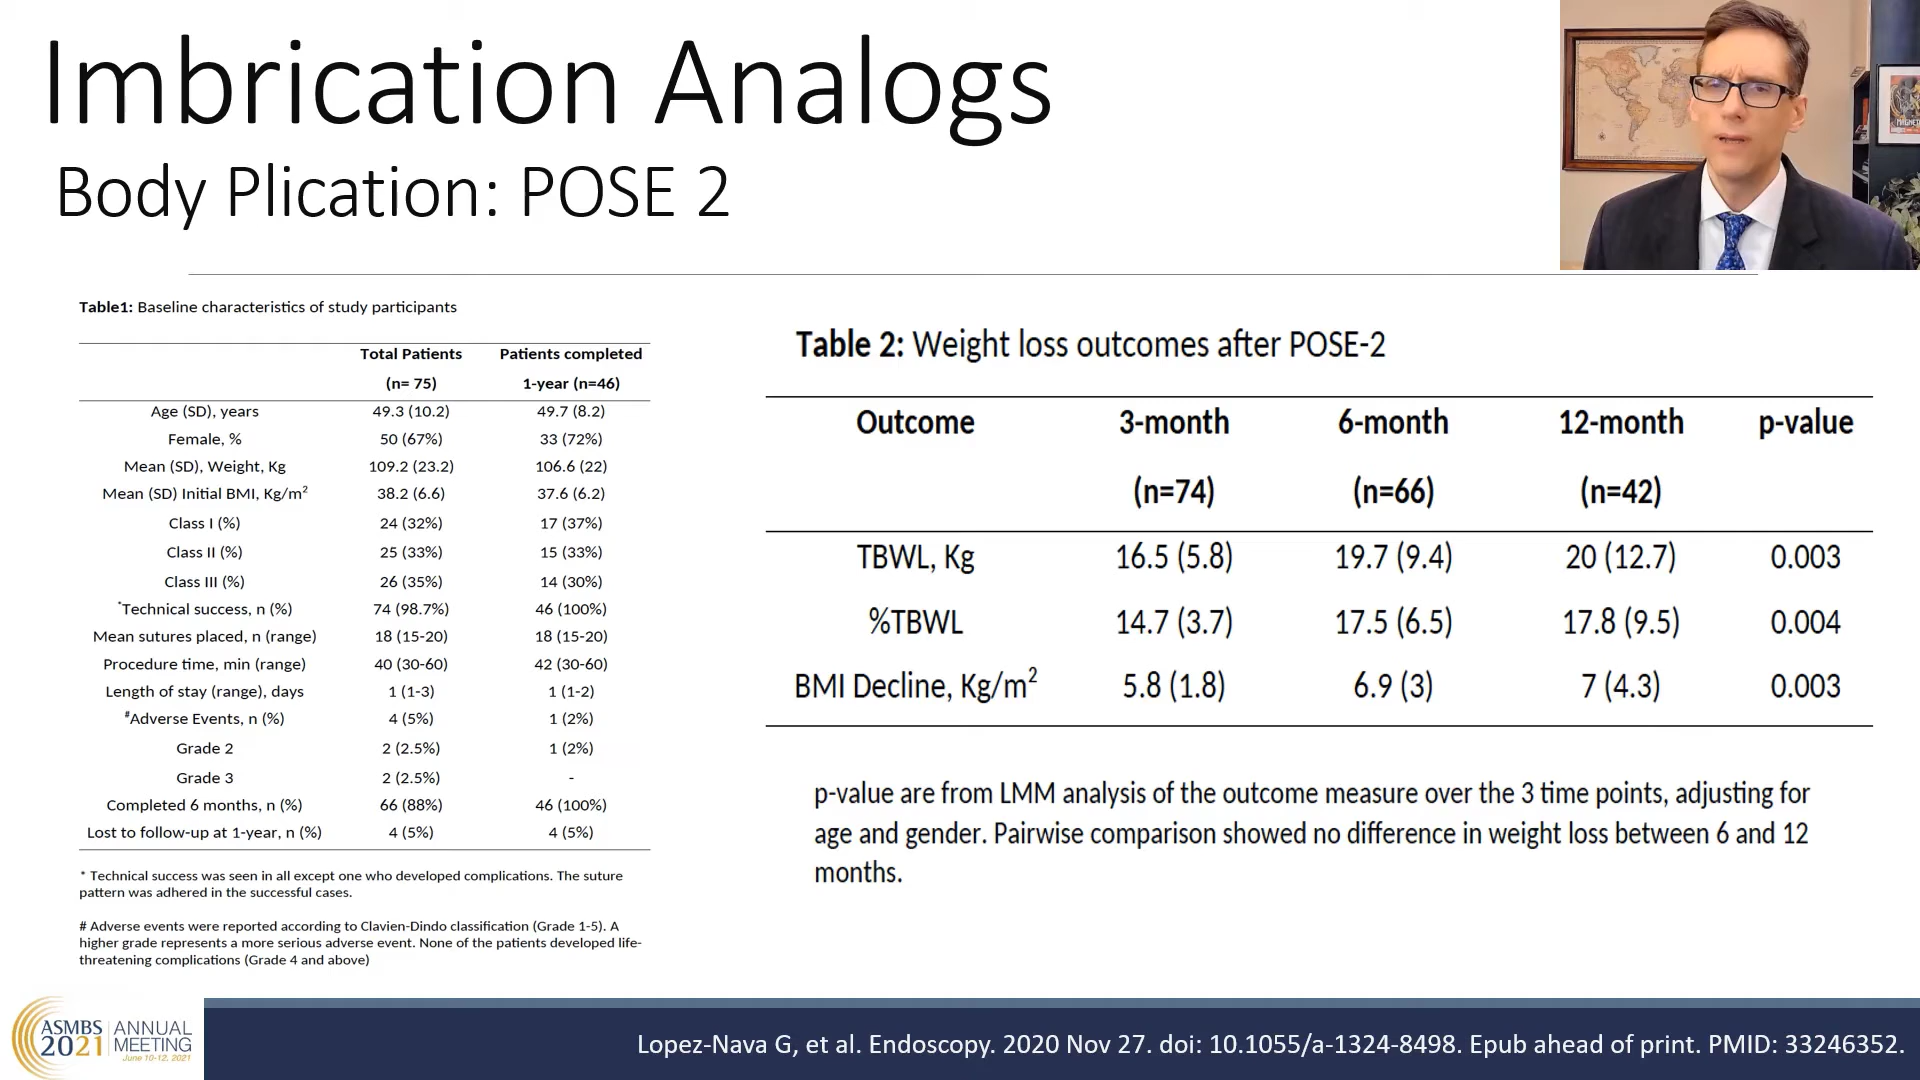 Imbrication Analogs
Body Plication: POSE 2
MAGNET
Table1: Baseline characteristics of study participants
Total Patients Patients completed
(n= 75) 1-year (n=46)
Age (SD), years 49.3 (10.2) 49.7 (8.2)
Female, % 50 (67%) 33 (72%)
Mean (SD), Weight, Kg 109.2 (23.2) 106.6 (22)
Mean (SD) Initial BMI, Kg/m² 38.2 (6.6) 37.6 (6.2)
Class I (%) 24 (32%) 17 (37%)
Class II (%) 25 (33%) 15 (33%)
Class III (%) 26 (35%) 14 (30%)
*Technical success, n (%) 74 (98.7%) 46 (100%)
Mean sutures placed, n (range) 18 (15-20) 18 (15-20)
Procedure time, min (range) 40 (30-60) 42 (30-60)
Length of stay (range), days 1 (1-3) 1 (1-2)
#Adverse Events, n (%) 4 (5%) 1 (2%)
Grade 2 2 (2.5%) 1 (2%)
Grade 3 2 (2.5%) -
Completed 6 months, n (%) 66 (88%) 46 (100%)
Lost to follow-up at 1-year, n (%) 4 (5%) 4 (5%)
* Technical success was seen in all except one who developed complications. The suture
pattern was adhered in the successful cases.
# Adverse events were reported according to Clavien-Dindo classification (Grade 1-5). A
higher grade represents a more serious adverse event. None of the patients developed life-
threatening complications (Grade 4 and above)
Table 2: Weight loss outcomes after POSE-2
Outcome 3-month 6-month 12-month p-value
(n=74) (n=66) (n=42)
TBWL, Kg 16.5 (5.8) 19.7 (9.4) 20 (12.7) 0.003
%TBWL 14.7 (3.7) 17.5 (6.5) 17.8 (9.5) 0.004
BMI Decline, Kg/m² 5.8 (1.8) 6.9 (3) 7 (4.3) 0.003
p-value are from LMM analysis of the outcome measure over the 3 time points, adjusting for
age and gender. Pairwise comparison showed no difference in weight loss between 6 and 12
months.
ASMBS ANNUAL
2021 MEETING
June 10-12, 2021
Lopez-Nava G, et al. Endoscopy. 2020 Nov 27. doi: 10.1055/a-1324-8498. Epub ahead of print. PMID: 33246352.